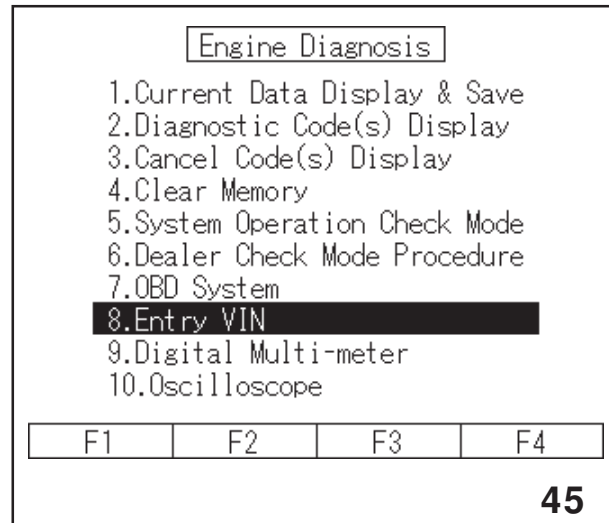 Engine Diagnosis
1.Current Data Display & Save
2.Diagnostic Code(s) Display
3.Cancel Code(s) Display
4.Clear Memory
5.System Operation Check Mode
6.Dealer Check Mode Procedure
7.OBD System
8.Entry VIN
9.Digital Multi-meter
10.Oscilloscope
F1 F2 F3 F4
45